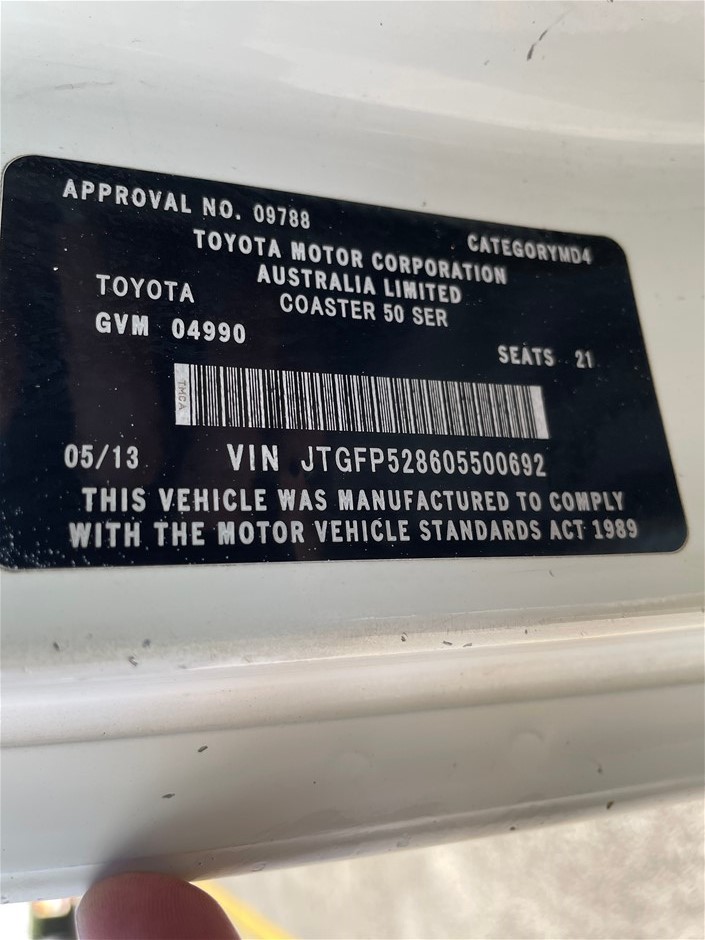 APPROVAL NO. 09788
CATEGORYMD4
TOYOTA MOTOR CORPORATION
AUSTRALIA LIMITED
TOYOTA
COASTER 50 SER
GVM 04990
SEATS 21
TMCA
05/13 VIN JTGFP528605500692
THIS VEHICLE WAS MANUFACTURED TO COMPLY
WITH THE MOTOR VEHICLE STANDARDS ACT 1989